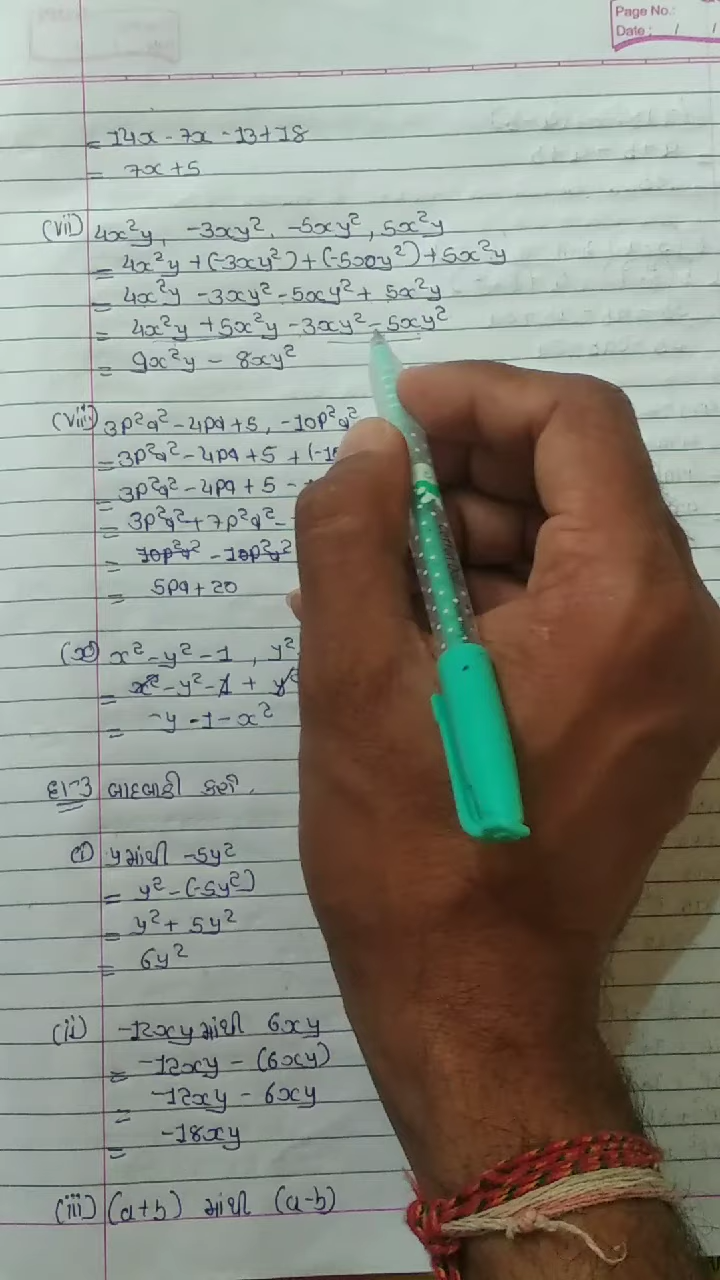 Page No.:
Date: / /
= 14x - 7x - 13 + 18
= 7x + 5
(vii) 4x²y, -3xy², -5xy², 5x²y
= 4x²y + (-3xy²) + (-5xy²) + 5x²y
= 4x²y - 3xy² - 5xy² + 5x²y
= 4x²y + 5x²y - 3xy² - 5xy²
= 9x²y - 8xy²
(viii) 3p²q² - 4pq + 5, -10p²q²
= 3p²q² - 4pq + 5 + (-10
= 3p²q² - 4pq + 5 -
= 3p²q² + 7p²q² -
= 10p²q² - 10p²q²
= 5pq + 20
(x) x² - y² - 1, y²
= x² - y² - 1 + y²
= -y - 1 - x²
દા-3 બાદબાકી કરો.
(i) y માંથી -5y²
= y² - (-5y²)
= y² + 5y²
= 6y²
(ii) -12xy માંથી 6xy
= -12xy - (6xy)
= -12xy - 6xy
= -18xy
(iii) (a+b) માંથી (a-b)